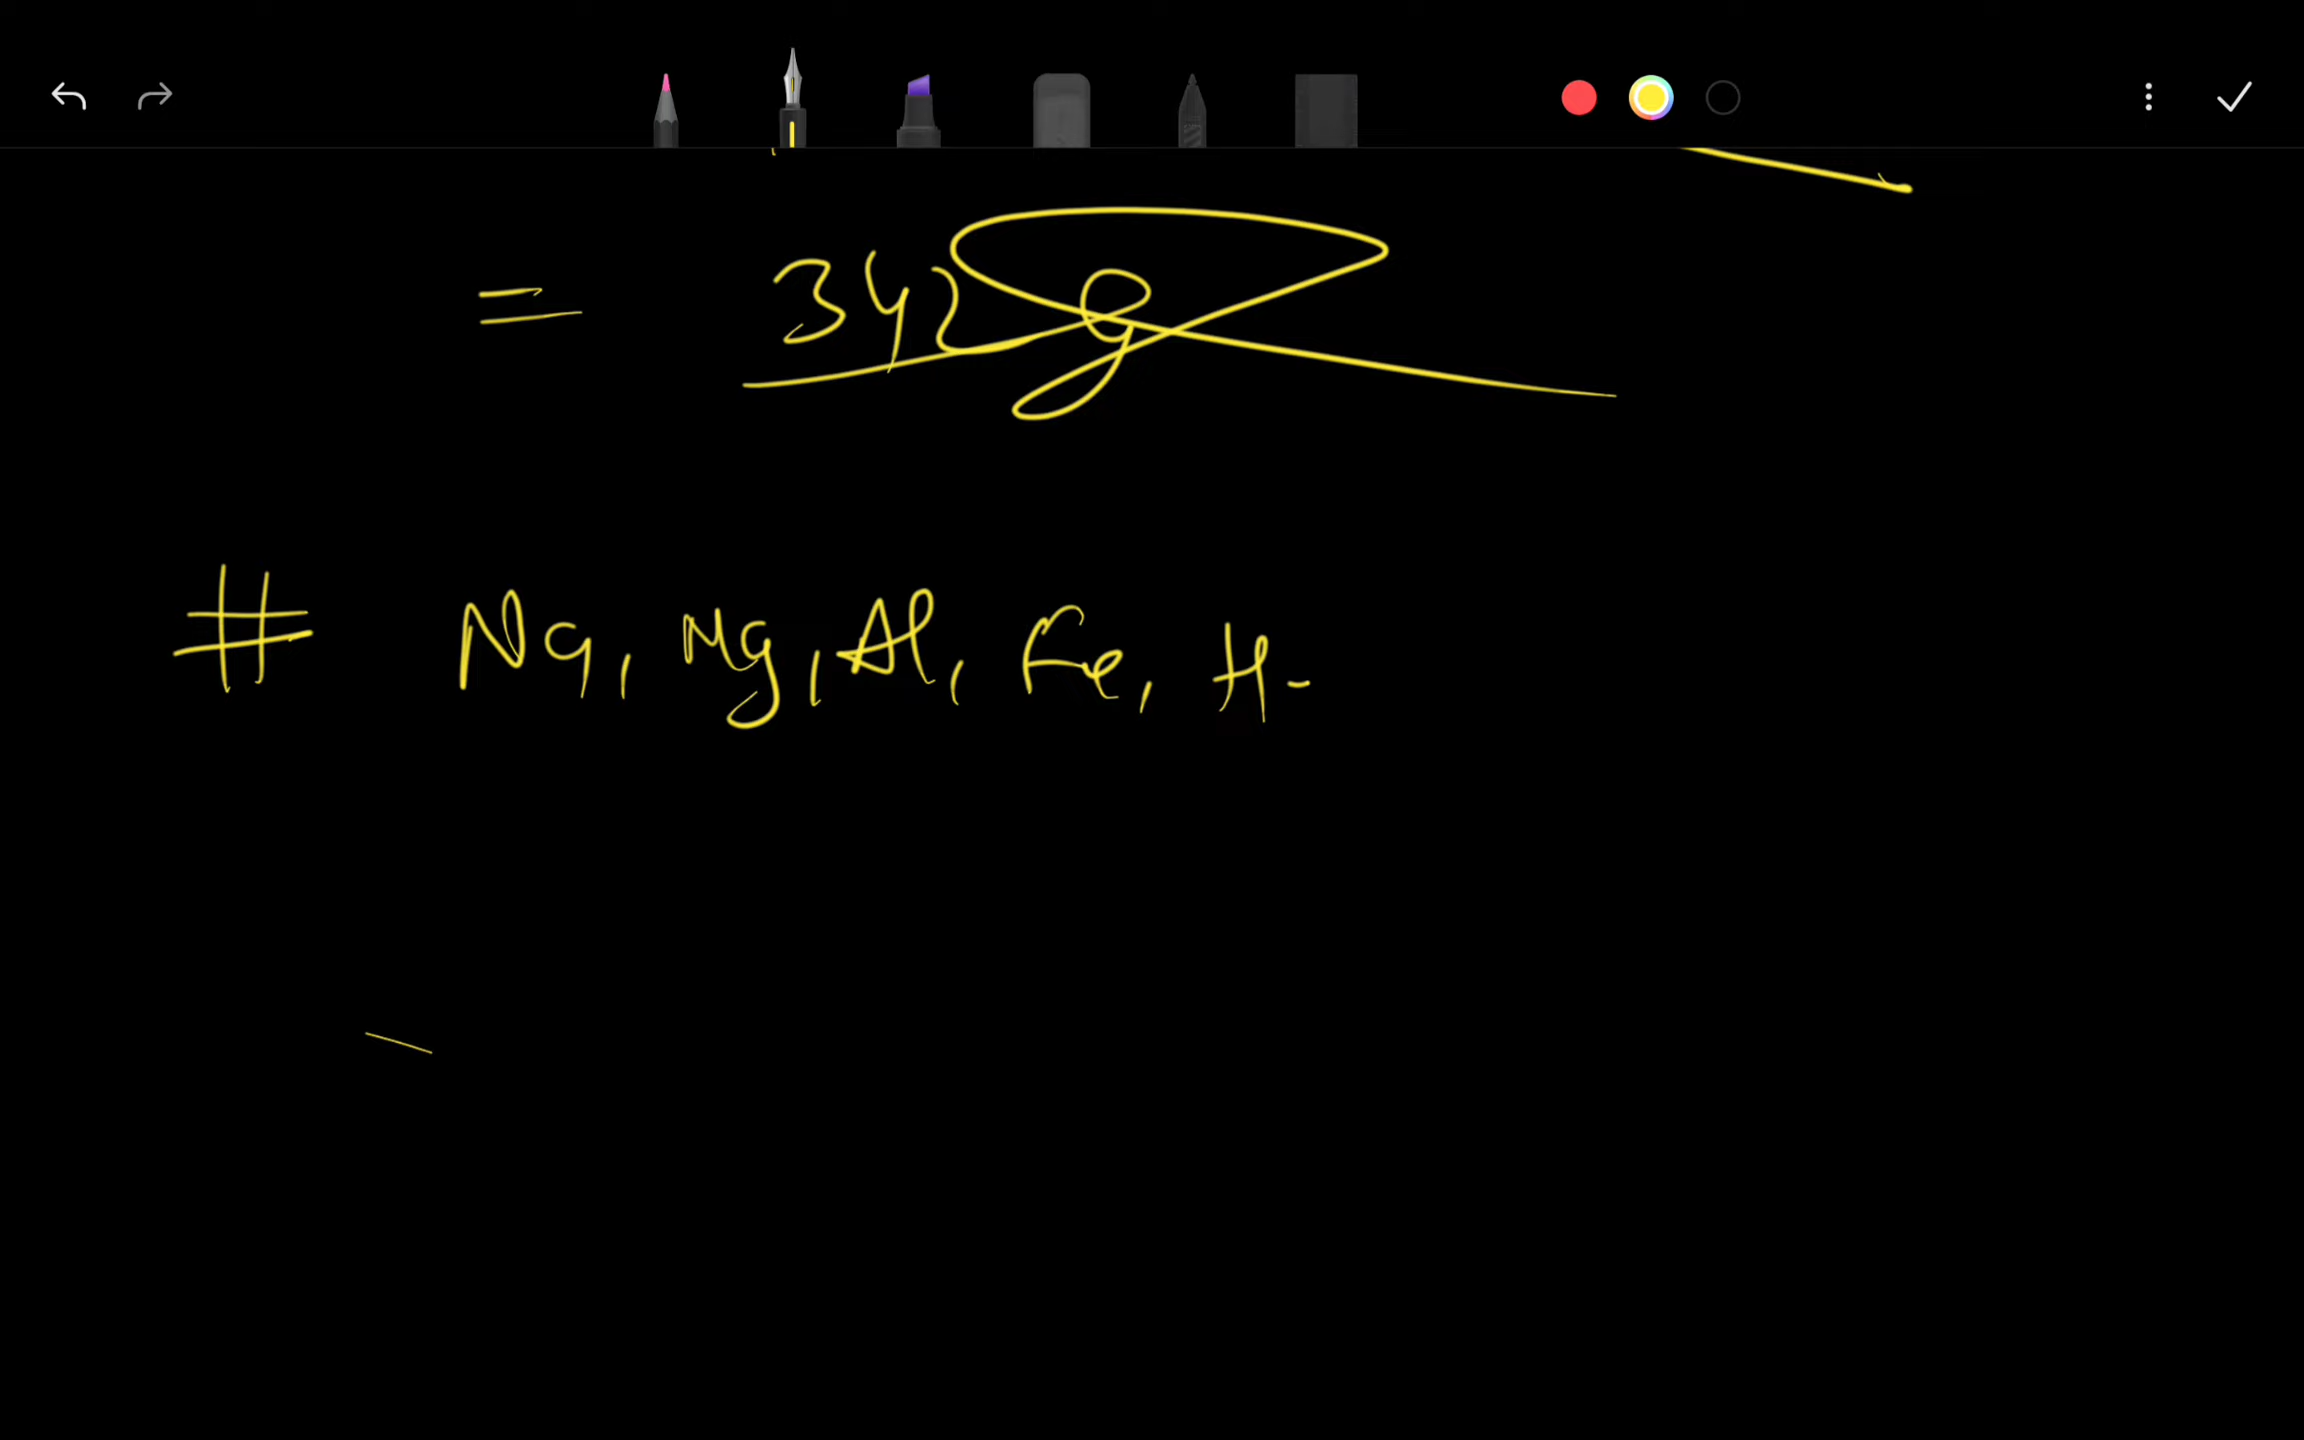 = 342 g
# Na, Mg, Al, Fe, H -